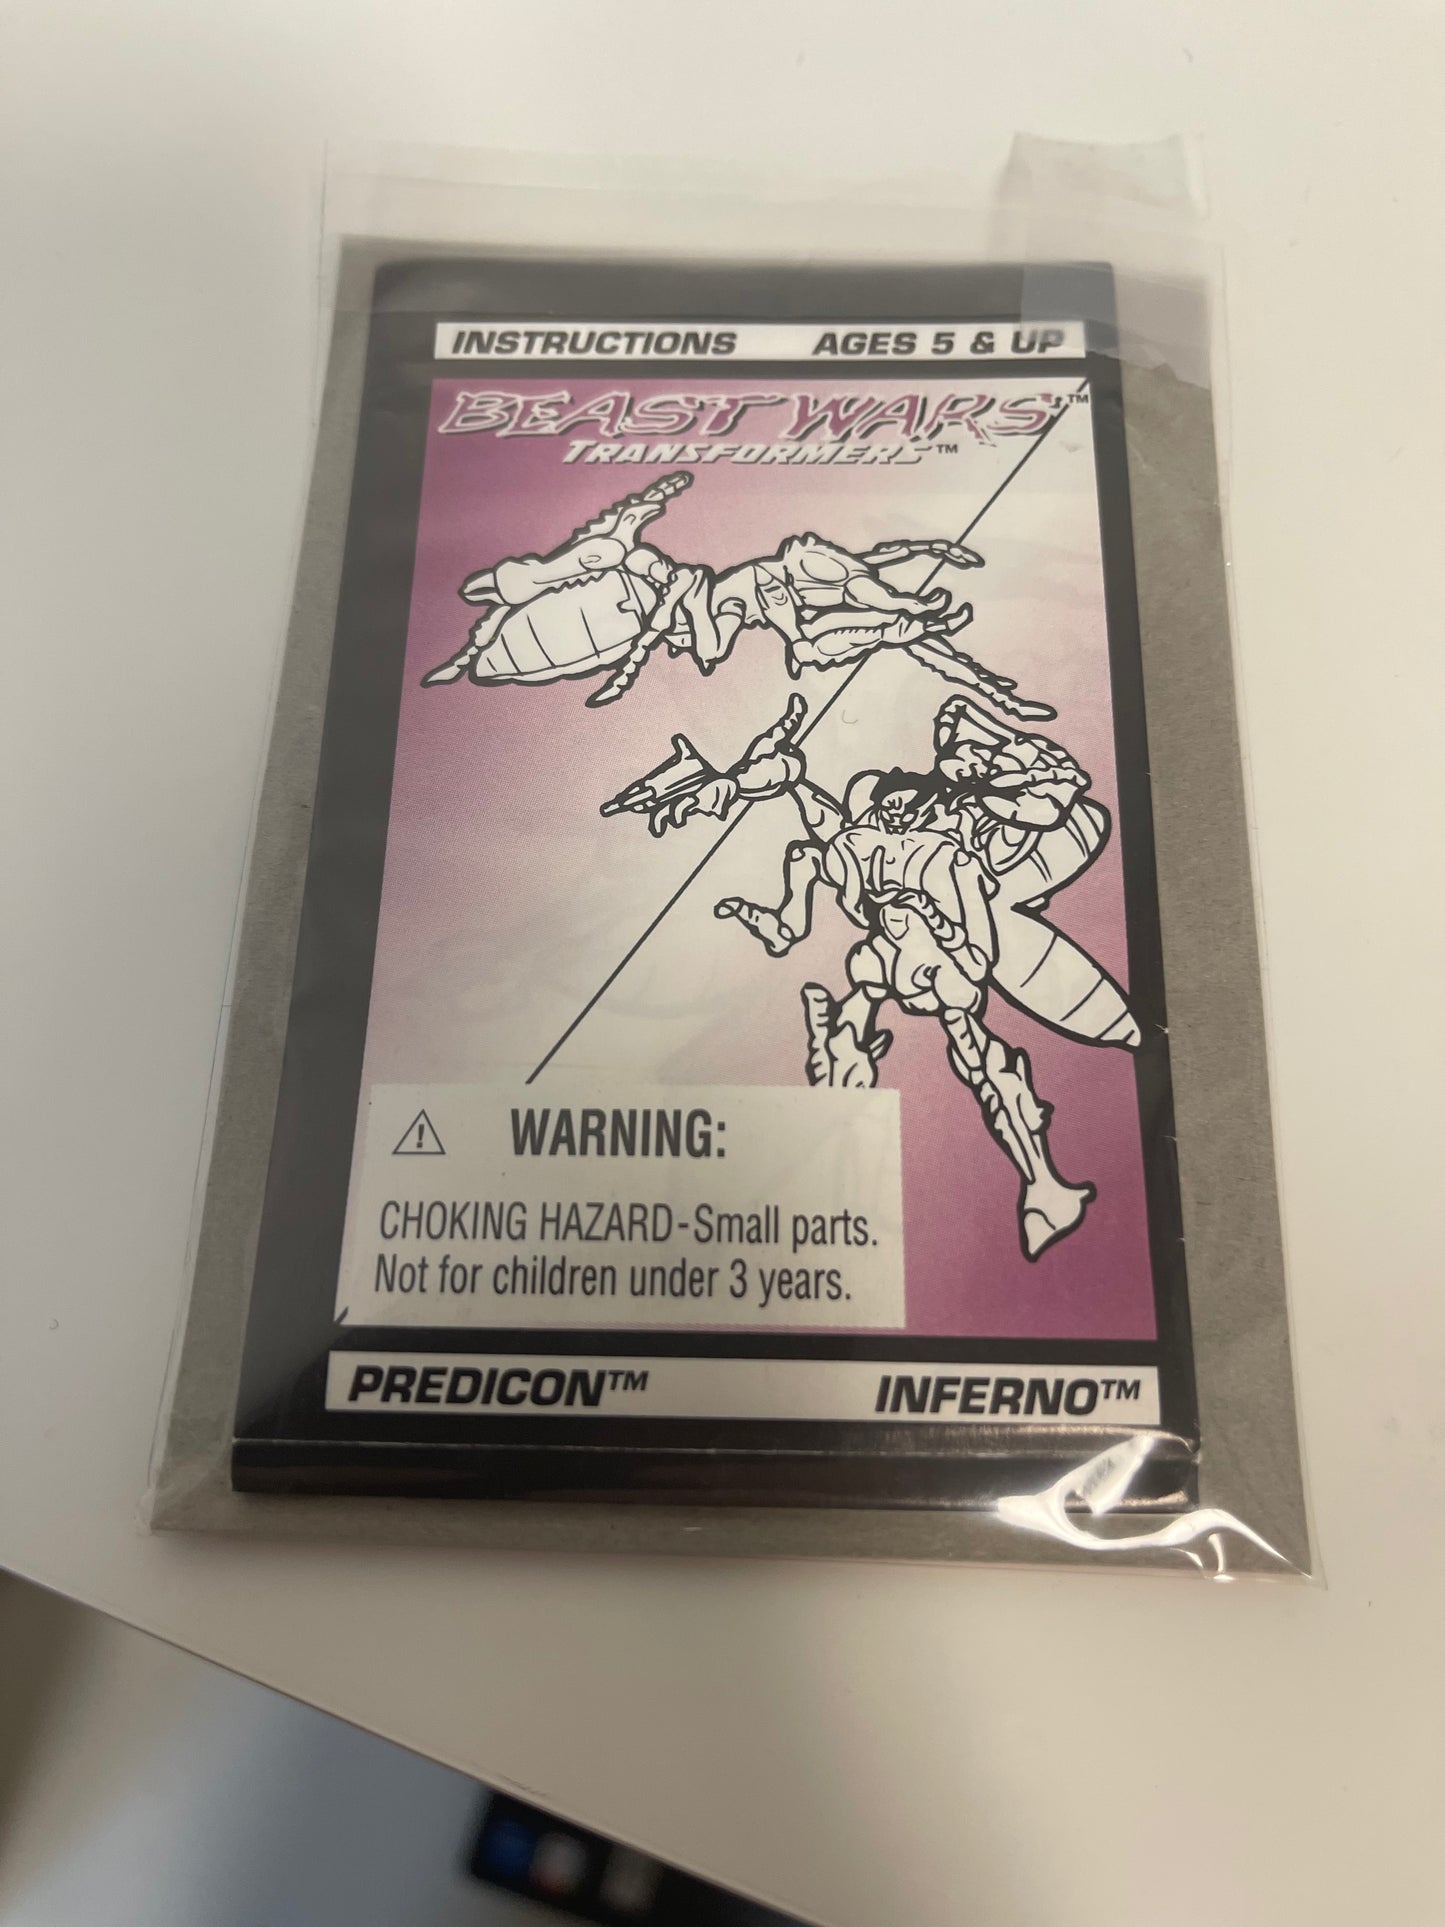 INSTRUCTIONS AGES 5 & UP
BEAST WARS™
TRANSFORMERS™
WARNING:
CHOKING HAZARD-Small parts.
Not for children under 3 years.
PREDICON™ INFERNO™